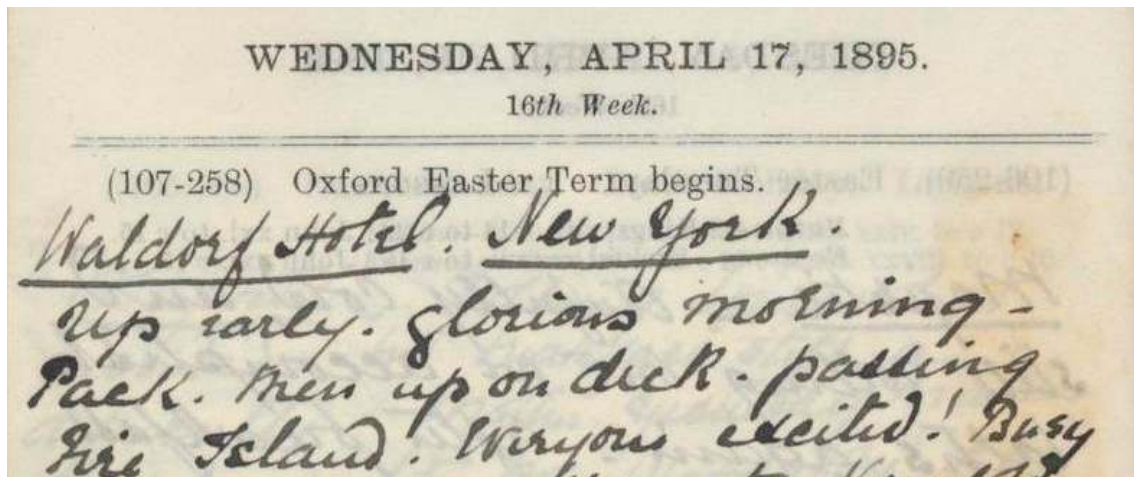 WEDNESDAY, APRIL 17, 1895.
16th Week.
(107-258) Oxford Easter Term begins.
Waldorf Hotel. New York.
Up early. Glorious morning -
Pack. Then up on deck. passing
Fire Island. Everyone excited! Busy